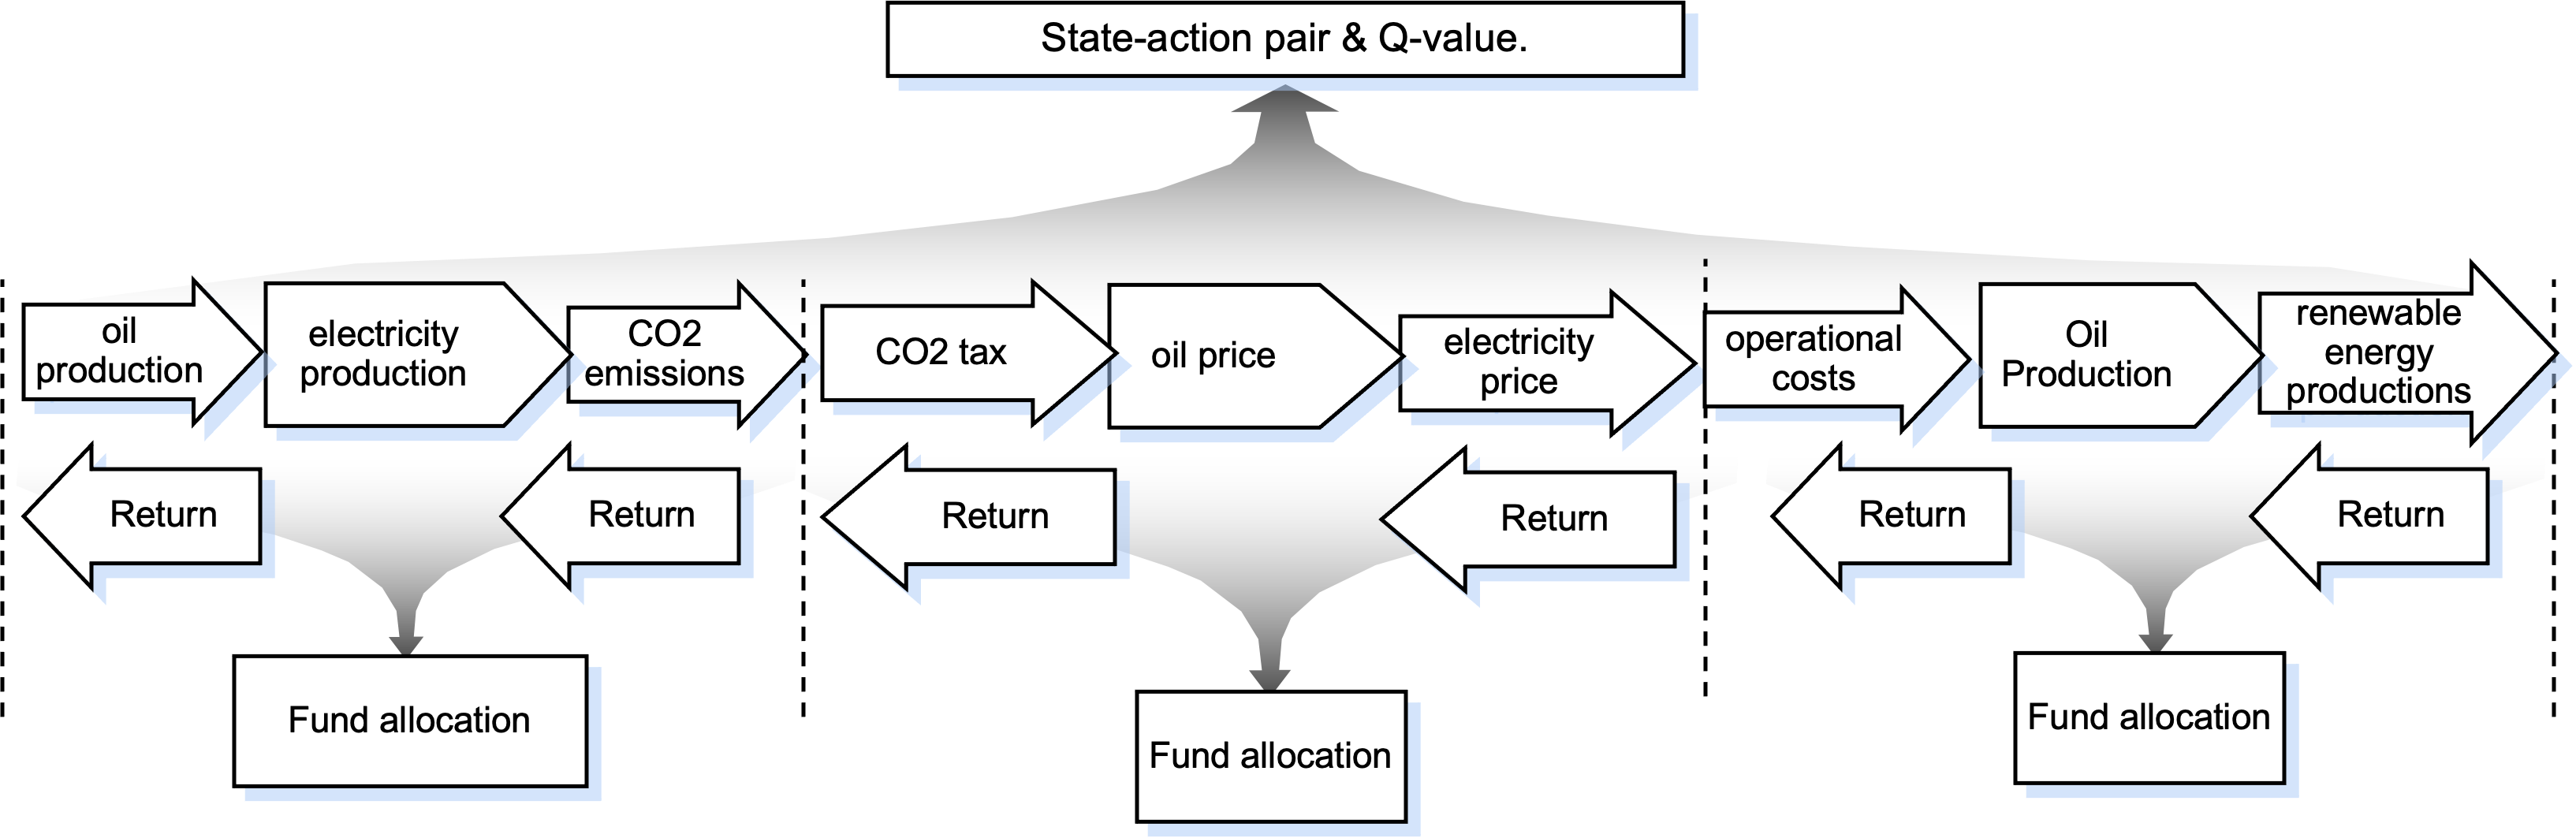 State-action pair & Q-value.
oil
production
electricity
production
CO2
emissions
CO2 tax
oil price
electricity
price
operational
costs
Oil
Production
renewable
energy
productions
Return
Return
Return
Return
Return
Return
Fund allocation
Fund allocation
Fund allocation